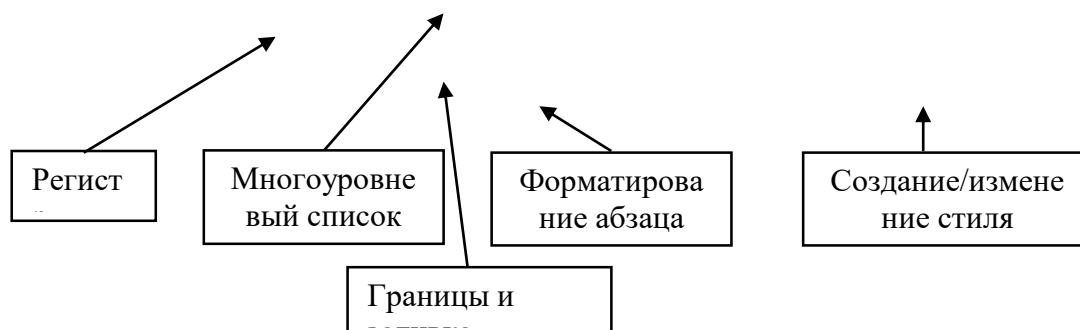 Регист
Многоуровне
вый список
Форматирова
ние абзаца
Создание/измене
ние стиля
Границы и